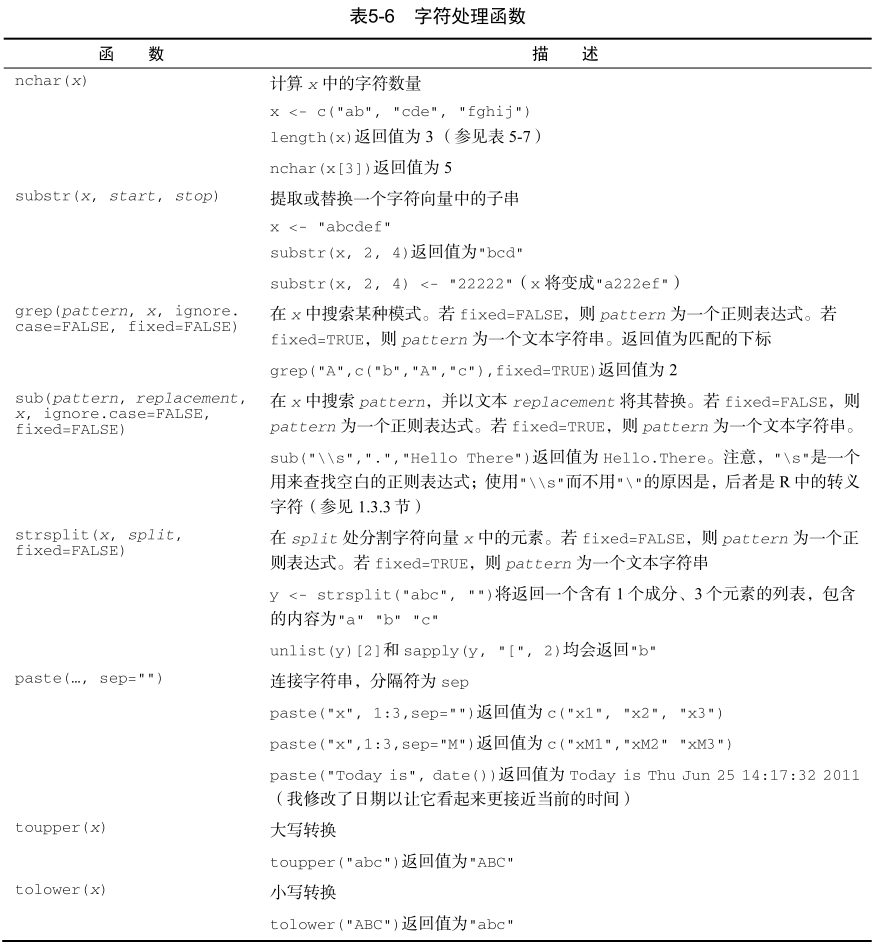 表5-6 字符处理函数
函 数 描 述
nchar(x) 计算 x 中的字符数量
x <- c("ab", "cde", "fghij")
length(x)返回值为 3（参见表 5-7）
nchar(x[3])返回值为 5
substr(x, start, stop) 提取或替换一个字符向量中的子串
x <- "abcdef"
substr(x, 2, 4)返回值为"bcd"
substr(x, 2, 4) <- "22222"（x 将变成"a222ef"）
grep(pattern, x, ignore.
case=FALSE, fixed=FALSE)
在 x 中搜索某种模式。若 fixed=FALSE，则 pattern 为一个正则表达式。若
fixed=TRUE，则 pattern 为一个文本字符串。返回值为匹配的下标
grep("A",c("b","A","c"),fixed=TRUE)返回值为 2
sub(pattern, replacement,
x, ignore.case=FALSE,
fixed=FALSE)
在 x 中搜索 pattern，并以文本 replacement 将其替换。若 fixed=FALSE，则
pattern 为一个正则表达式。若 fixed=TRUE，则 pattern 为一个文本字符串。
sub("\\s",".","Hello There")返回值为 Hello.There。注意，"\s"是一个
用来查找空白的正则表达式；使用"\\s"而不用"\"的原因是，后者是 R 中的转义
字符（参见 1.3.3 节）
strsplit(x, split,
fixed=FALSE)
在 split 处分割字符向量 x 中的元素。若 fixed=FALSE，则 pattern 为一个正
则表达式。若 fixed=TRUE，则 pattern 为一个文本字符串
y <- strsplit("abc", "")将返回一个含有 1 个成分、3 个元素的列表，包含
的内容为"a" "b" "c"
unlist(y)[2]和 sapply(y, "[", 2)均会返回"b"
paste(…, sep="") 连接字符串，分隔符为 sep
paste("x", 1:3,sep="")返回值为 c("x1", "x2", "x3")
paste("x",1:3,sep="M")返回值为 c("xM1","xM2" "xM3")
paste("Today is", date())返回值为 Today is Thu Jun 25 14:17:32 2011
（我修改了日期以让它看起来更接近当前的时间）
toupper(x) 大写转换
toupper("abc")返回值为"ABC"
tolower(x) 小写转换
tolower("ABC")返回值为"abc"